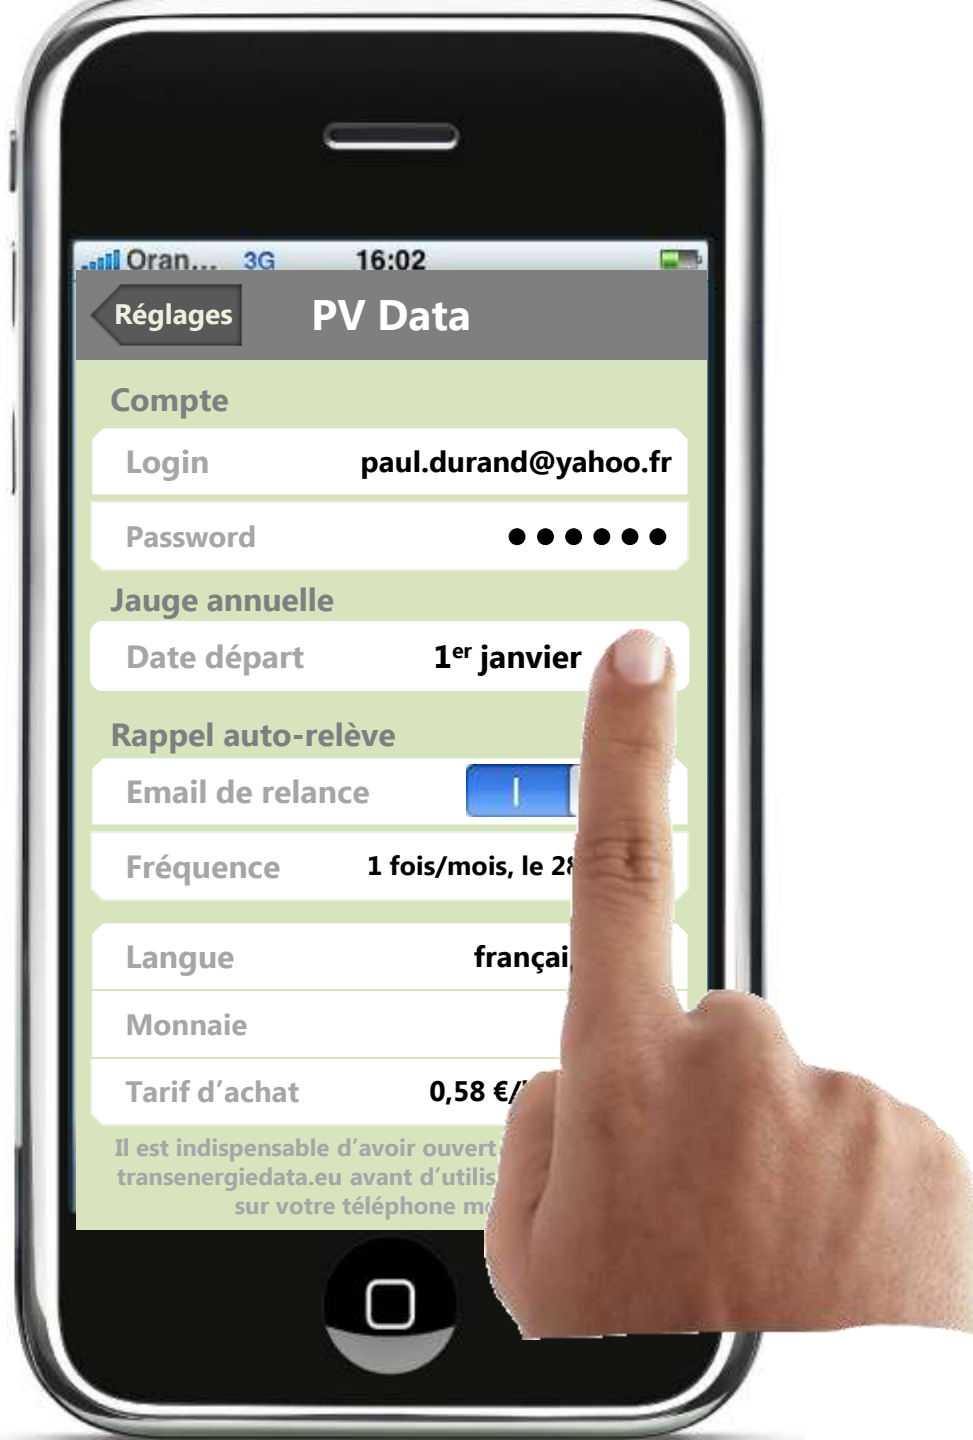 Oran... 3G 16:02
Réglages PV Data
Compte
Login paul.durand@yahoo.fr
Password ●●●●●●
Jauge annuelle
Date départ 1er janvier
Rappel auto-relève
Email de relance
Fréquence 1 fois/mois, le
Langue
Monnaie
Tarif d’achat 0,58 €/
Il est indispensable d’avoir ouvert
transenergiedata.eu avant
sur votre téléphone